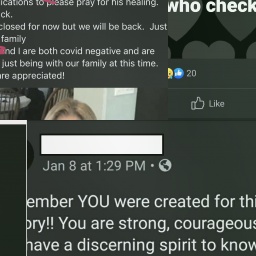 ications to please pray for his healing.
ck.
closed for now but we will be back. Just
family
and I are both covid negative and are
just being with our family at this time.
are appreciated!
who check
20
Like
Jan 8 at 1:29 PM •
ember YOU were created for thi
ory!! You are strong, courageous
have a discerning spirit to know